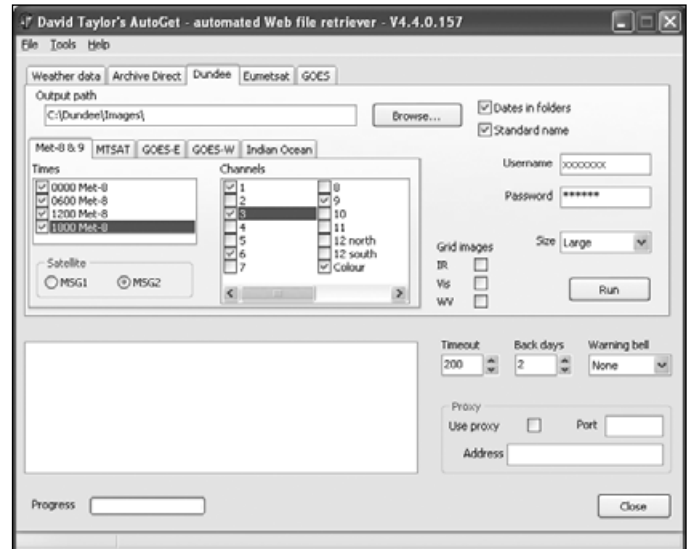 David Taylor's AutoGet - automated Web file retriever - V4.4.0.157
File Tools Help
Weather data Archive Direct Dundee Eumetsat GOES
Output path
C:\Dundee\Images\
Browse...
Dates in folders
Standard name
Met-8 & 9 MTSAT GOES-E GOES-W Indian Ocean
Times
0000 Met-8
0600 Met-8
1200 Met-8
1800 Met-8
Satellite
MSG1 MSG2
Channels
1
2
3
4
5
6
7
8
9
10
11
12 north
12 south
Colour
Username xxxxxxx
Password ******
Size Large
Grid images
IR
Vis
WV
Run
Timeout Back days Warning bell
200 2 None
Proxy
Use proxy Port
Address
Progress
Close